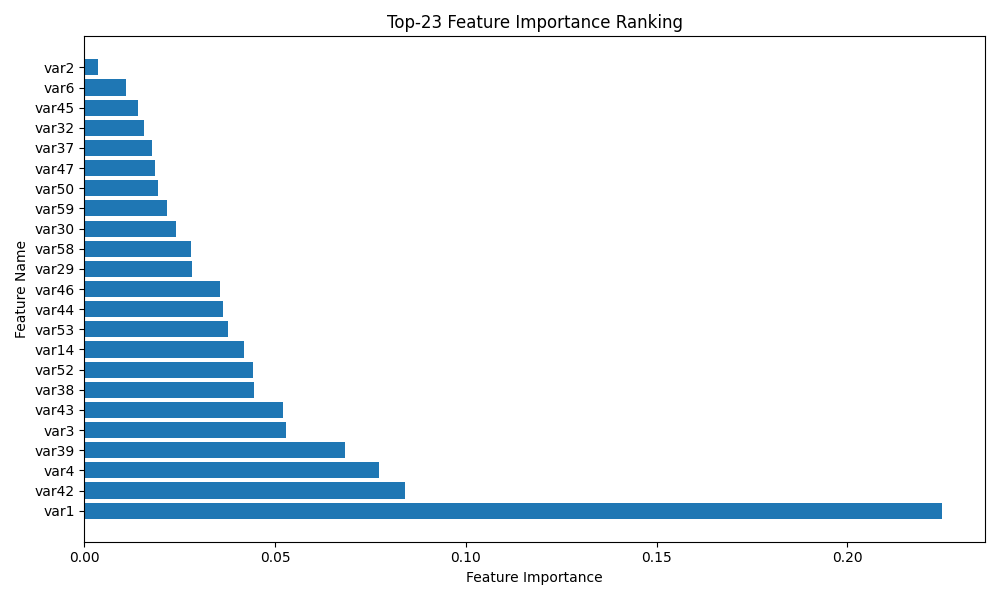 Top-23 Feature Importance Ranking
Feature Name
var2
var6
var45
var32
var37
var47
var50
var59
var30
var58
var29
var46
var44
var53
var14
var52
var38
var43
var3
var39
var4
var42
var1
0.00 0.05 0.10 0.15 0.20
Feature Importance